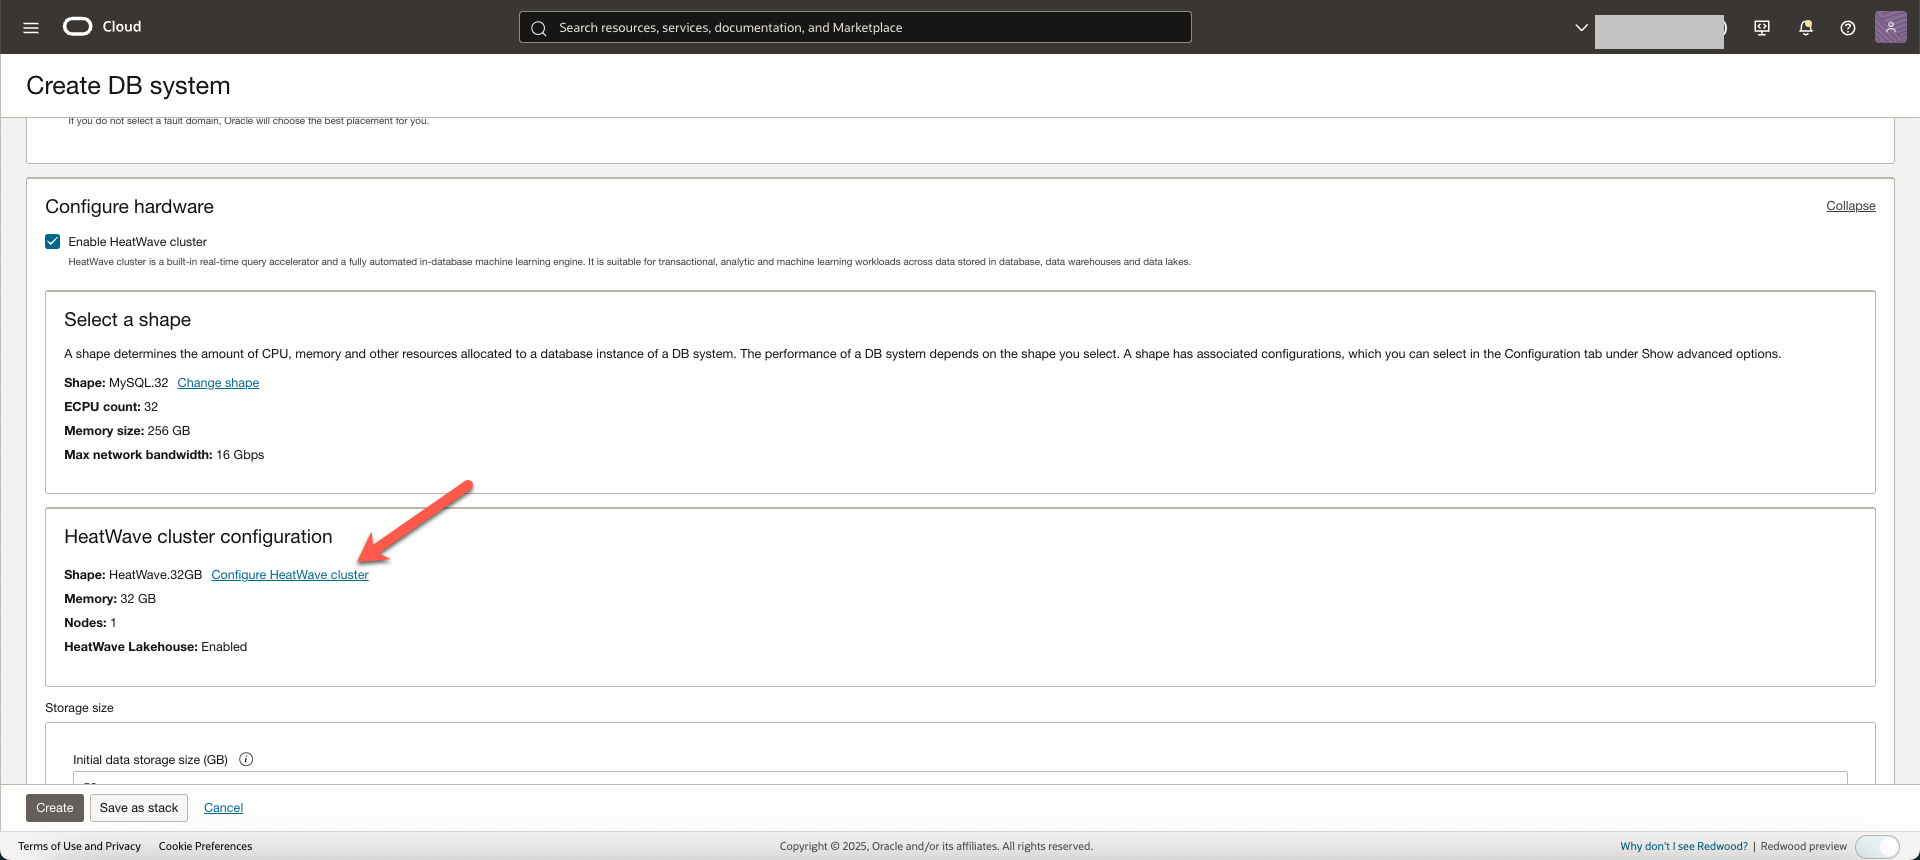 Cloud
Search resources, services, documentation, and Marketplace
Create DB system
If you do not select a fault domain, Oracle will choose the best placement for you.
Configure hardware
Collapse
Enable HeatWave cluster
HeatWave cluster is a built-in real-time query accelerator and a fully automated in-database machine learning engine. It is suitable for transactional, analytic and machine learning workloads across data stored in database, data warehouses and data lakes.
Select a shape
A shape determines the amount of CPU, memory and other resources allocated to a database instance of a DB system. The performance of a DB system depends on the shape you select. A shape has associated configurations, which you can select in the Configuration tab under Show advanced options.
Shape: MySQL.32 Change shape
ECPU count: 32
Memory size: 256 GB
Max network bandwidth: 16 Gbps
HeatWave cluster configuration
Shape: HeatWave.32GB Configure HeatWave cluster
Memory: 32 GB
Nodes: 1
HeatWave Lakehouse: Enabled
Storage size
Initial data storage size (GB)
Create Save as stack Cancel
Terms of Use and Privacy Cookie Preferences Copyright © 2025, Oracle and/or its affiliates. All rights reserved. Why don't I see Redwood? | Redwood preview